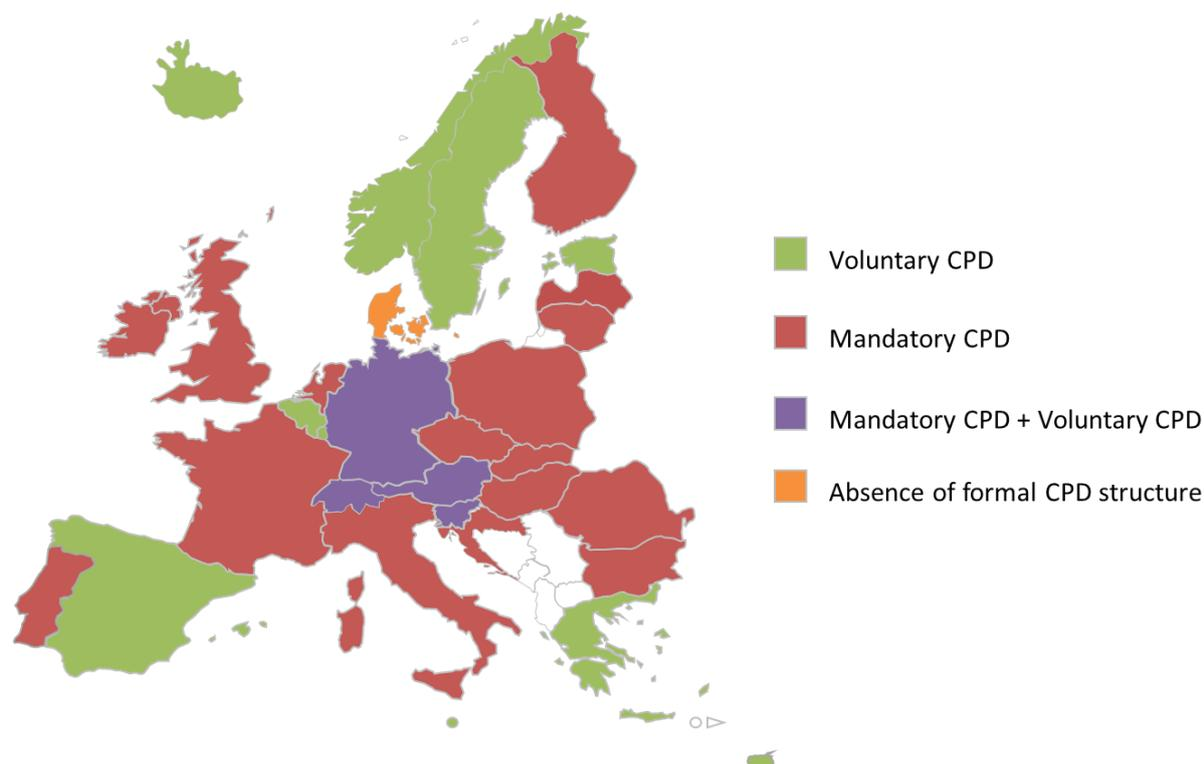 Voluntary CPD
Mandatory CPD
Mandatory CPD + Voluntary CPD
Absence of formal CPD structure